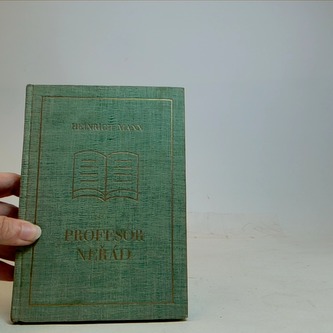 HEINRICH MANN
PROFESOR
NEŘÁD